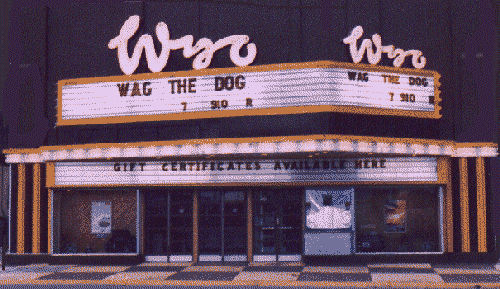 Wyo
Wyo
WAG THE DOG
7 910 R
WAG THE DOG
7 910 R
GIFT CERTIFICATES AVAILABLE HERE